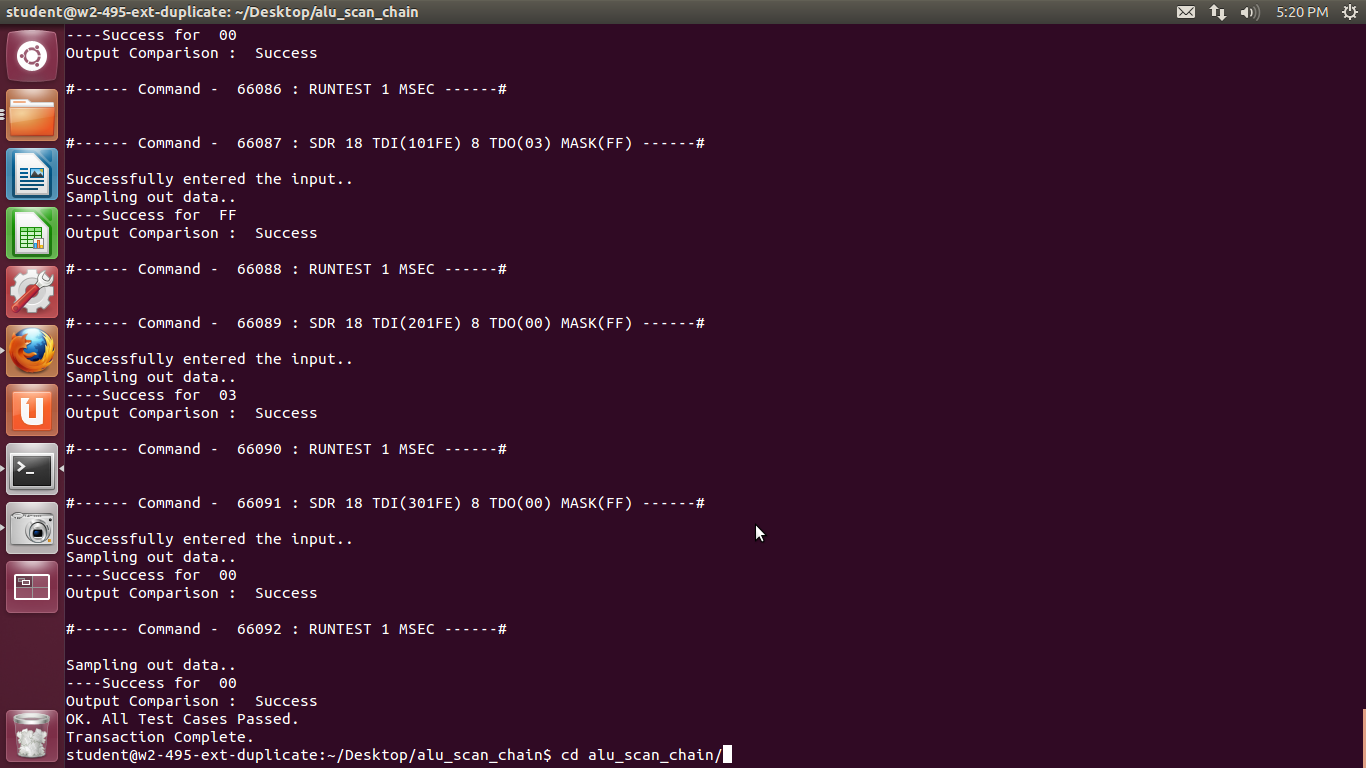 student@w2-495-ext-duplicate: ~/Desktop/alu_scan_chain 5:20 PM
----Success for  00
Output Comparison :  Success
#------ Command -  66086 : RUNTEST 1 MSEC ------#
#------ Command -  66087 : SDR 18 TDI(101FE) 8 TDO(03) MASK(FF) ------#
Successfully entered the input..
Sampling out data..
----Success for  FF
Output Comparison :  Success
#------ Command -  66088 : RUNTEST 1 MSEC ------#
#------ Command -  66089 : SDR 18 TDI(201FE) 8 TDO(00) MASK(FF) ------#
Successfully entered the input..
Sampling out data..
----Success for  03
Output Comparison :  Success
#------ Command -  66090 : RUNTEST 1 MSEC ------#
#------ Command -  66091 : SDR 18 TDI(301FE) 8 TDO(00) MASK(FF) ------#
Successfully entered the input..
Sampling out data..
----Success for  00
Output Comparison :  Success
#------ Command -  66092 : RUNTEST 1 MSEC ------#
Sampling out data..
----Success for  00
Output Comparison :  Success
OK. All Test Cases Passed.
Transaction Complete.
student@w2-495-ext-duplicate:~/Desktop/alu_scan_chain$ cd alu_scan_chain/